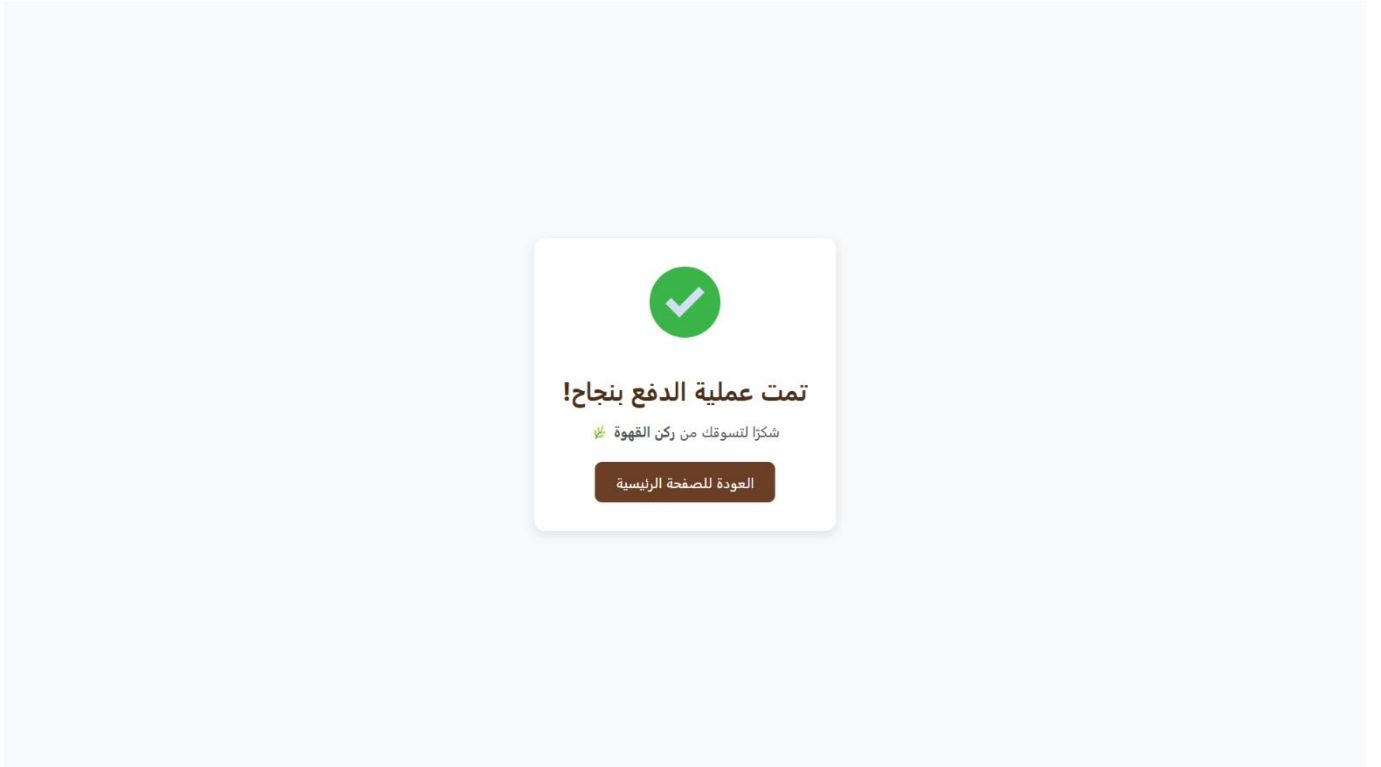 تمت عملية الدفع بنجاح!
شكرًا لتسوقك من ركن القهوة 🌿
العودة للصفحة الرئيسية